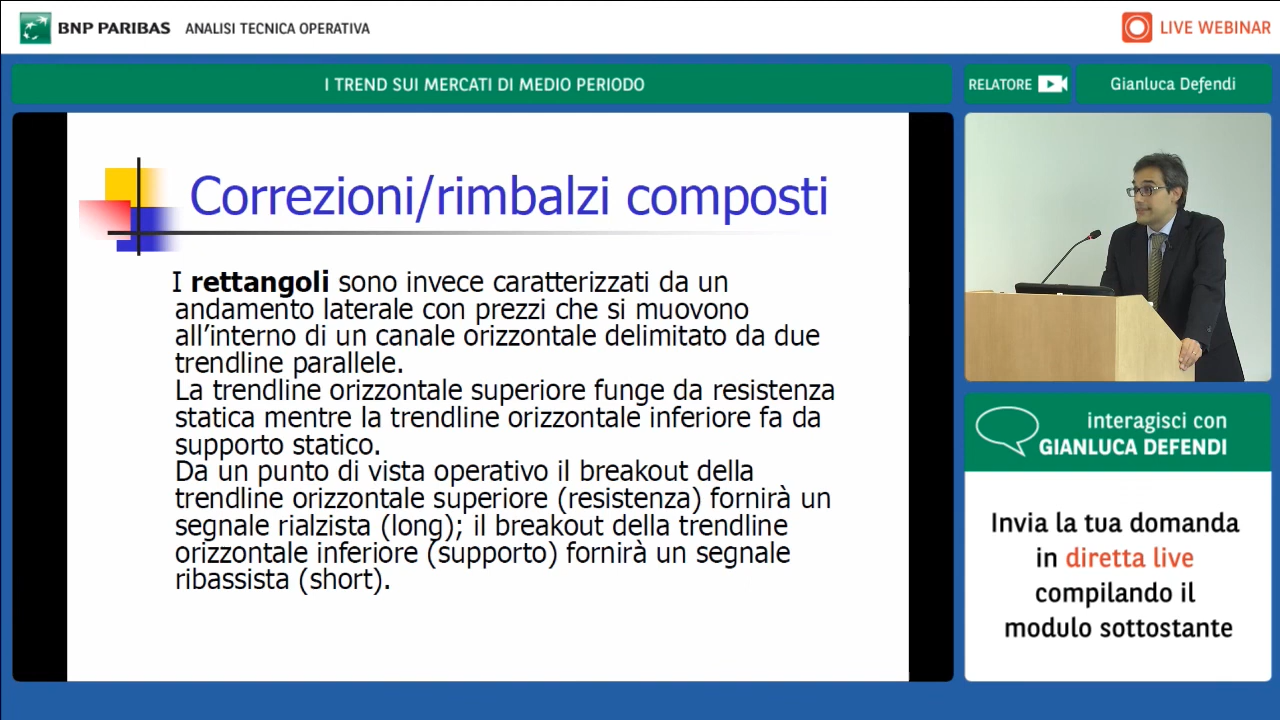 BNP PARIBAS ANALISI TECNICA OPERATIVA
LIVE WEBINAR
I TREND SUI MERCATI DI MEDIO PERIODO
RELATORE
Gianluca Defendi
Correzioni/rimbalzi composti
I rettangoli sono invece caratterizzati da un
andamento laterale con prezzi che si muovono
all’interno di un canale orizzontale delimitato da due
trendline parallele.
La trendline orizzontale superiore funge da resistenza
statica mentre la trendline orizzontale inferiore fa da
supporto statico.
Da un punto di vista operativo il breakout della
trendline orizzontale superiore (resistenza) fornirà un
segnale rialzista (long); il breakout della trendline
orizzontale inferiore (supporto) fornirà un segnale
ribassista (short).
interagisci con
GIANLUCA DEFENDI
Invia la tua domanda
in diretta live
compilando il
modulo sottostante